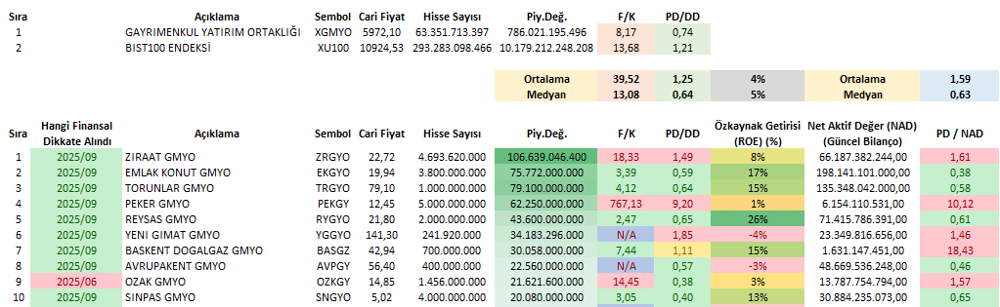 Sıra Açıklama Sembol Cari Fiyat Hisse Sayısı Piy.Değ. F/K PD/DD
1 GAYRIMENKUL YATIRIM ORTAKLIĞI XGMYO 5972,10 63.351.713.397 786.021.195.496 8,17 0,74
2 BIST100 ENDEKSİ XU100 10924,53 293.283.098.466 10.179.212.248.208 13,68 1,21
Ortalama 39,52 1,25 4% Ortalama 1,59
Medyan 13,08 0,64 5% Medyan 0,63
Sıra Hangi Finansal Dikkate Alındı Açıklama Sembol Cari Fiyat Hisse Sayısı Piy.Değ. F/K PD/DD Özkaynak Getirisi (ROE) (%) Net Aktif Değer (NAD) (Güncel Bilanço) PD / NAD
1 2025/09 ZIRAAT GMYO ZRGYO 22,72 4.693.620.000 106.639.046.400 18,33 1,49 8% 66.187.382.244,00 1,61
2 2025/09 EMLAK KONUT GMYO EKGYO 19,94 3.800.000.000 75.772.000.000 3,39 0,59 17% 198.141.101.000,00 0,38
3 2025/09 TORUNLAR GMYO TRGYO 79,10 1.000.000.000 79.100.000.000 4,12 0,64 15% 135.348.042.000,00 0,58
4 2025/09 PEKER GMYO PEKGY 12,45 5.000.000.000 62.250.000.000 767,13 9,20 1% 6.154.110.531,00 10,12
5 2025/09 REYSAS GMYO RYGYO 21,80 2.000.000.000 43.600.000.000 2,47 0,65 26% 71.415.786.391,00 0,61
6 2025/09 YENI GIMAT GMYO YGGYO 141,30 241.920.000 34.183.296.000 N/A 1,85 -4% 23.349.816.656,00 1,46
7 2025/09 BASKENT DOGALGAZ GMYO BASGZ 42,94 700.000.000 30.058.000.000 7,44 1,11 15% 1.631.147.451,00 18,43
8 2025/09 AVRUPAKENT GMYO AVPGY 56,40 400.000.000 22.560.000.000 N/A 0,57 -3% 48.669.536.248,00 0,46
9 2025/06 OZAK GMYO OZKGY 14,85 1.456.000.000 21.621.600.000 14,45 0,38 3% 13.787.754.794,00 1,57
10 2025/09 SINPAS GMYO SNGYO 5,02 4.000.000.000 20.080.000.000 3,05 0,40 13% 30.884.235.073,00 0,65